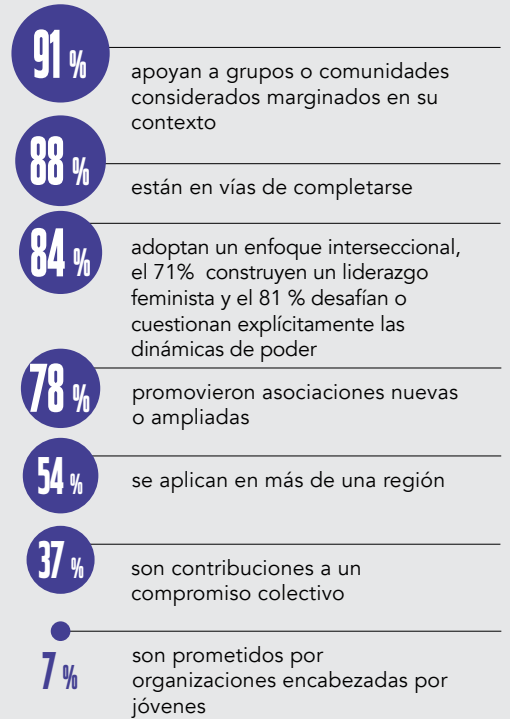 91 %
apoyan a grupos o comunidades
considerados marginados en su
contexto
88 %
están en vías de completarse
84 %
adoptan un enfoque interseccional,
el 71% construyen un liderazgo
feminista y el 81 % desafían o
cuestionan explícitamente las
dinámicas de poder
78 %
promovieron asociaciones nuevas
o ampliadas
54 %
se aplican en más de una región
37 %
son contribuciones a un
compromiso colectivo
7 %
son prometidos por
organizaciones encabezadas por
jóvenes